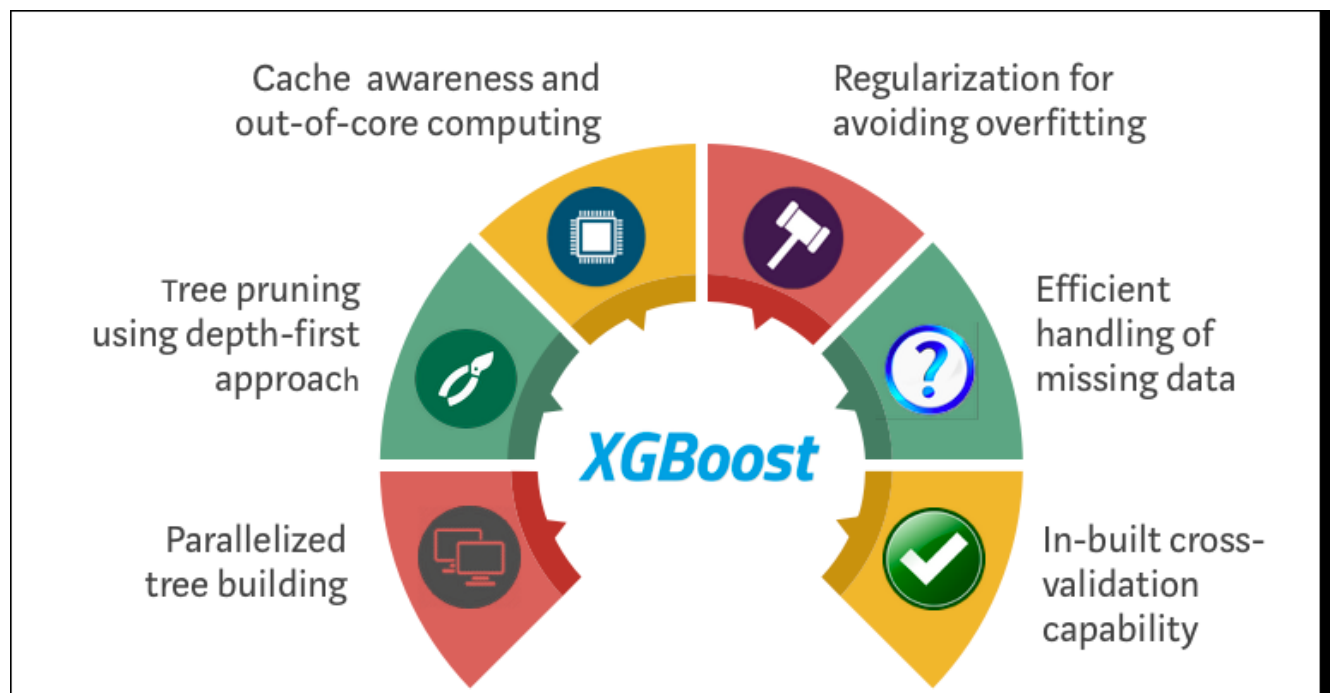 Cache awareness and
out-of-core computing
Regularization for
avoiding overfitting
Tree pruning
using depth-first
approach
Efficient
handling of
missing data
XGBoost
Parallelized
tree building
In-built cross-
validation
capability